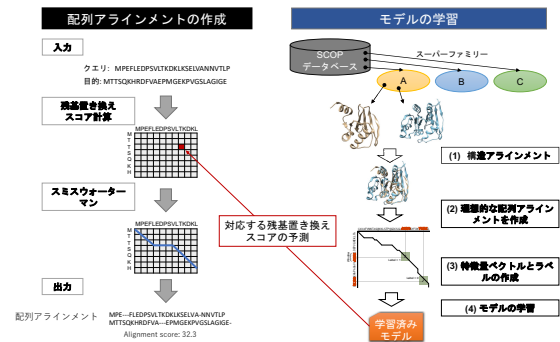 配列アラインメントの作成
入力
クエリ: MPEFLEDPSVLTKDKLKSELVANNVTLP
目的: MTTSQKHRDFVAEPMGEKPVGSLAGIGE
残基置き換え
スコア計算
MPEFLEDPSVLTKDKL
M
T
T
S
Q
K
H
スミスウォーター
マン
MPEFLEDPSVLTKDKL
M
T
T
S
Q
K
H
出力
配列アラインメント
MPE---FLEDPSVLTKDKLKSELVA-NNVTLP
MTTSQKHRDFVA---EPMGEKPVGSLAGIGE-
Alignment score: 32.3
対応する残基置き換え
スコアの予測
モデルの学習
SCOP
データベース
スーパーファミリー
A
B
C
(1) 構造アラインメント
(2) 理想的な配列アライ
ンメントを作成
(3) 特徴量ベクトルとラベ
ルの作成
(4) モデルの学習
学習済み
モデル